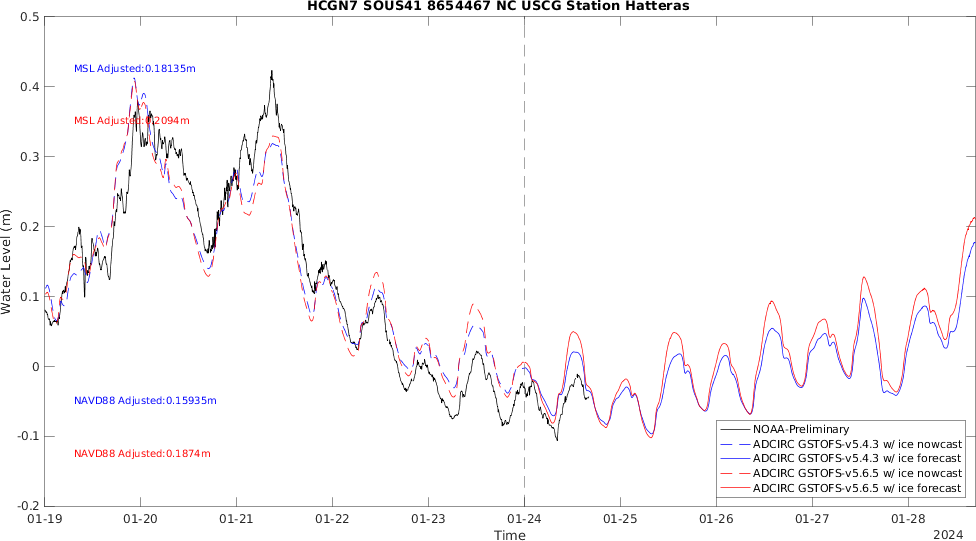 HCGN7 SOUS41 8654467 NC USCG Station Hatteras
0.5
0.4
0.3
0.2
0.1
0
-0.1
-0.2
Water Level (m)
MSL Adjusted:0.18135m
MSL Adjusted:0.2094m
NAVD88 Adjusted:0.15935m
NAVD88 Adjusted:0.1874m
NOAA-Preliminary
ADCIRC GSTOFS-v5.4.3 w/ ice nowcast
ADCIRC GSTOFS-v5.4.3 w/ ice forecast
ADCIRC GSTOFS-v5.6.5 w/ ice nowcast
ADCIRC GSTOFS-v5.6.5 w/ ice forecast
01-19 01-20 01-21 01-22 01-23 01-24 01-25 01-26 01-27 01-28
Time
2024